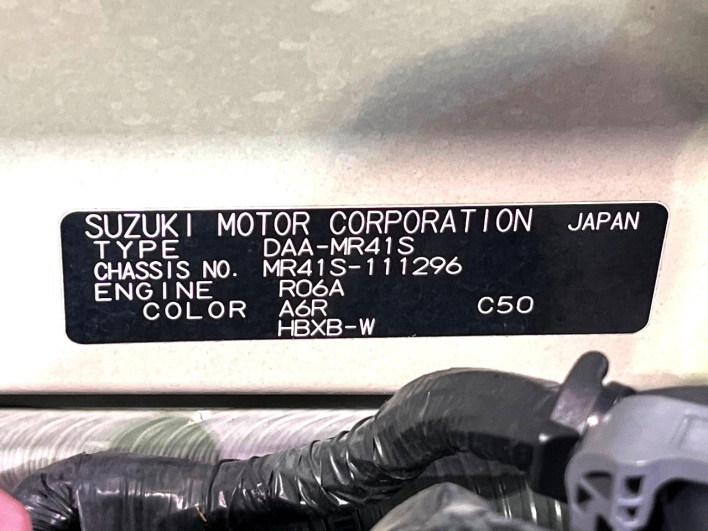 SUZUKI MOTOR CORPORATION JAPAN
TYPE DAA-MR41S
CHASSIS NO. MR41S-111296
ENGINE R06A
COLOR A6R C50
HBXB-W